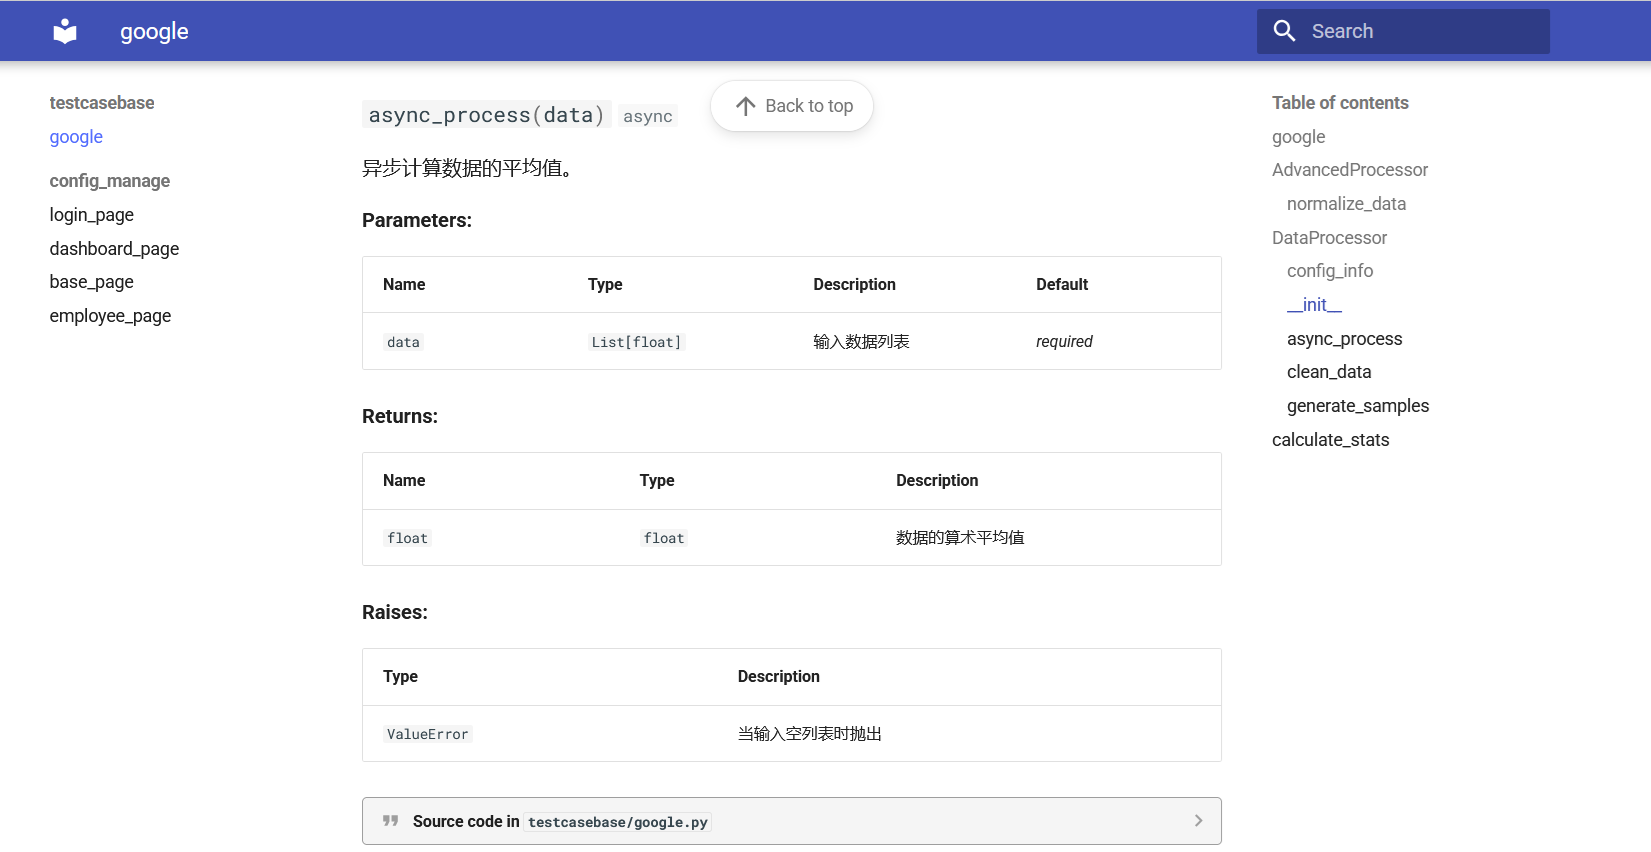 google
Search
testcasebase
google
config_manage
login_page
dashboard_page
base_page
employee_page
async_process(data) async
Back to top
异步计算数据的平均值。
Parameters:
Name Type Description Default
data List[float] 输入数据列表 required
Returns:
Name Type Description
float float 数据的算术平均值
Raises:
Type Description
ValueError 当输入空列表时抛出
Source code in testcasebase/google.py
Table of contents
google
AdvancedProcessor
normalize_data
DataProcessor
config_info
__init__
async_process
clean_data
generate_samples
calculate_stats